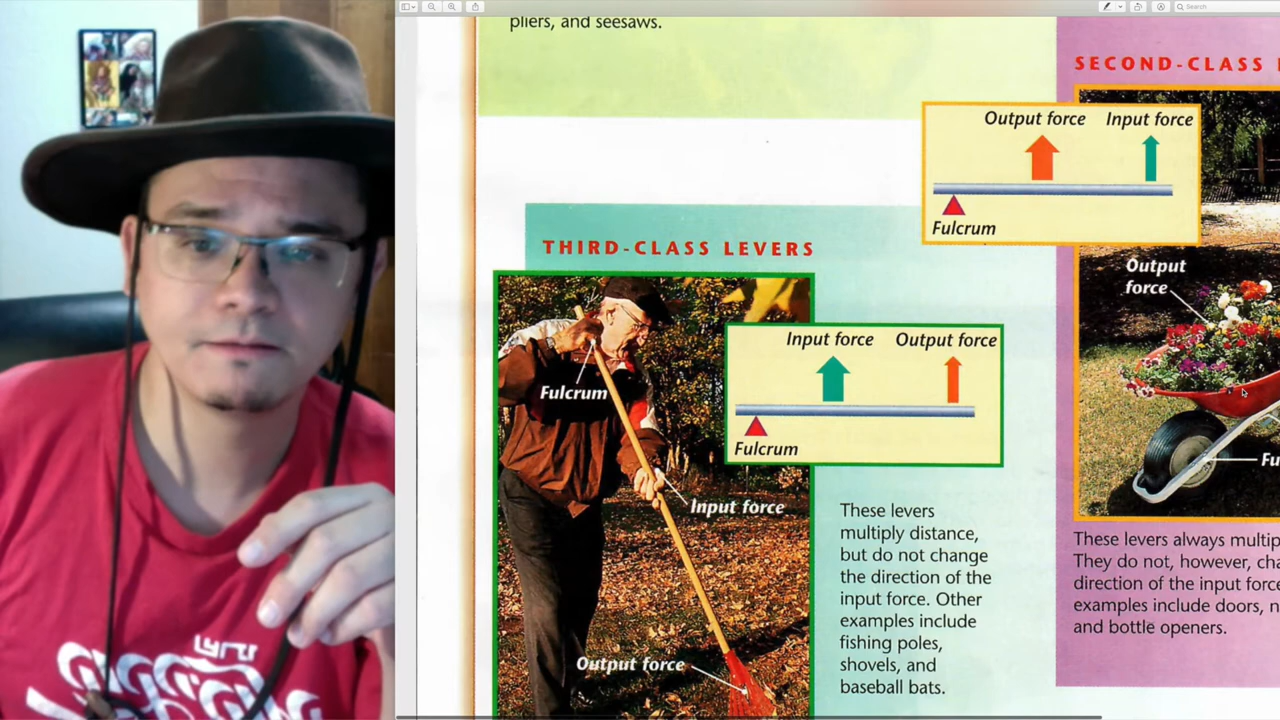 Search
pliers, and seesaws.
SECOND-CLASS
Output force
Input force
Fulcrum
THIRD-CLASS LEVERS
Output
force
Input force
Output force
Fulcrum
Fulcrum
Input force
Output force
These levers
multiply distance,
but do not change
the direction of the
input force. Other
examples include
fishing poles,
shovels, and
baseball bats.
These levers always
They do not, however,
direction of the input
examples include doors,
and bottle openers.